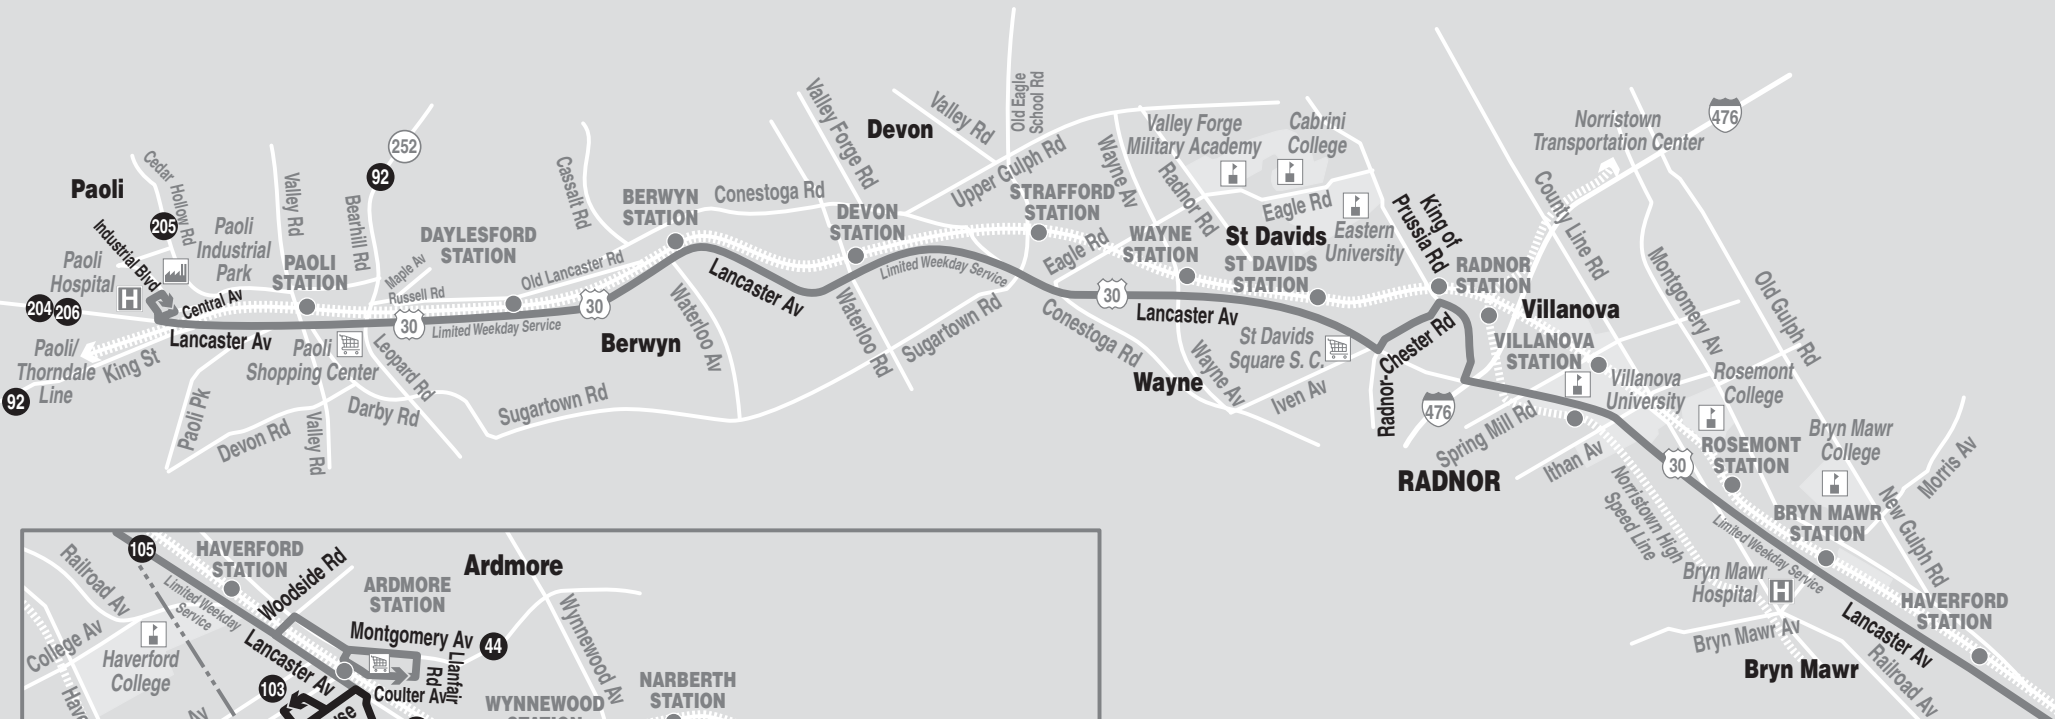 Paoli
Cedar Hollow Rd
205
Industrial Blvd
Paoli
Hospital
H
204
206
Paoli
Industrial
Park
Central Av
Lancaster Av
Paoli/
Thorndale
Line
King St
92
Valley Rd
PAOLI
STATION
Bearhill Rd
92
252
Maple Av
Russell Rd
30
Limited Weekday Service
DAYLESFORD
STATION
Old Lancaster Rd
30
Paoli
Shopping Center
Leopard Rd
Darby Rd
Paoli Pk
Devon Rd
Valley Rd
Sugartown Rd
Berwyn
Cassalt Rd
BERWYN
STATION
Conestoga Rd
Lancaster Av
Waterloo Av
Valley Forge Rd
Devon
DEVON
STATION
Waterloo Rd
Limited Weekday Service
Sugartown Rd
Valley Rd
Old Eagle
School Rd
Upper Gulph Rd
STRAFFORD
STATION
Eagle Rd
30
Conestoga Rd
Wayne Av
WAYNE
STATION
Lancaster Av
Wayne
Wayne Av
Valley Forge
Military Academy
Radnor Rd
Cabrini
College
Eagle Rd
Eastern
University
St Davids
ST DAVIDS
STATION
St Davids
Square S. C.
Iven Av
King of
Prussia Rd
RADNOR
STATION
Radnor-Chester Rd
476
RADNOR
Villanova
VILLANOVA
STATION
Villanova
University
Spring Mill Rd
Ithan Av
Norristown High
Speed Line
Norristown
Transportation Center
476
County Line Rd
Montgomery Av
Old Gulph Rd
Rosemont
College
30
ROSEMONT
STATION
Bryn Mawr
College
Morris Av
New Gulph Rd
BRYN MAWR
STATION
Limited Weekday Service
Bryn Mawr
Hospital
H
Bryn Mawr Av
Bryn Mawr
Railroad Av
Lancaster Av
HAVERFORD
STATION
105
Railroad Av
HAVERFORD
STATION
Limited Weekday
Service
Woodside Rd
College Av
Haverford
College
Lancaster Av
ARDMORE
STATION
Ardmore
Montgomery Av
44
Llanfair
Rd
Coulter Av
103
Av
Wynnewood Av
WYNNEWOOD
STATION
NARBERTH
STATION